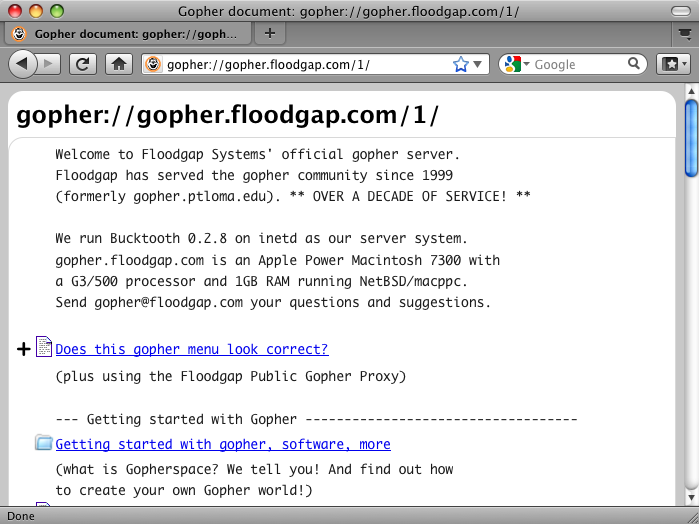 Gopher document: gopher://gopher.floodgap.com/1/
Gopher document: gopher://goph...
gopher://gopher.floodgap.com/1/
Google
gopher://gopher.floodgap.com/1/
Welcome to Floodgap Systems' official gopher server.
Floodgap has served the gopher community since 1999
(formerly gopher.ptloma.edu). ** OVER A DECADE OF SERVICE! **
We run Bucktooth 0.2.8 on inetd as our server system.
gopher.floodgap.com is an Apple Power Macintosh 7300 with
a G3/500 processor and 1GB RAM running NetBSD/macppc.
Send gopher@floodgap.com your questions and suggestions.
Does this gopher menu look correct?
(plus using the Floodgap Public Gopher Proxy)
--- Getting started with Gopher -----------------------------------
Getting started with gopher, software, more
(what is Gopherspace? We tell you! And find out how
to create your own Gopher world!)
Done